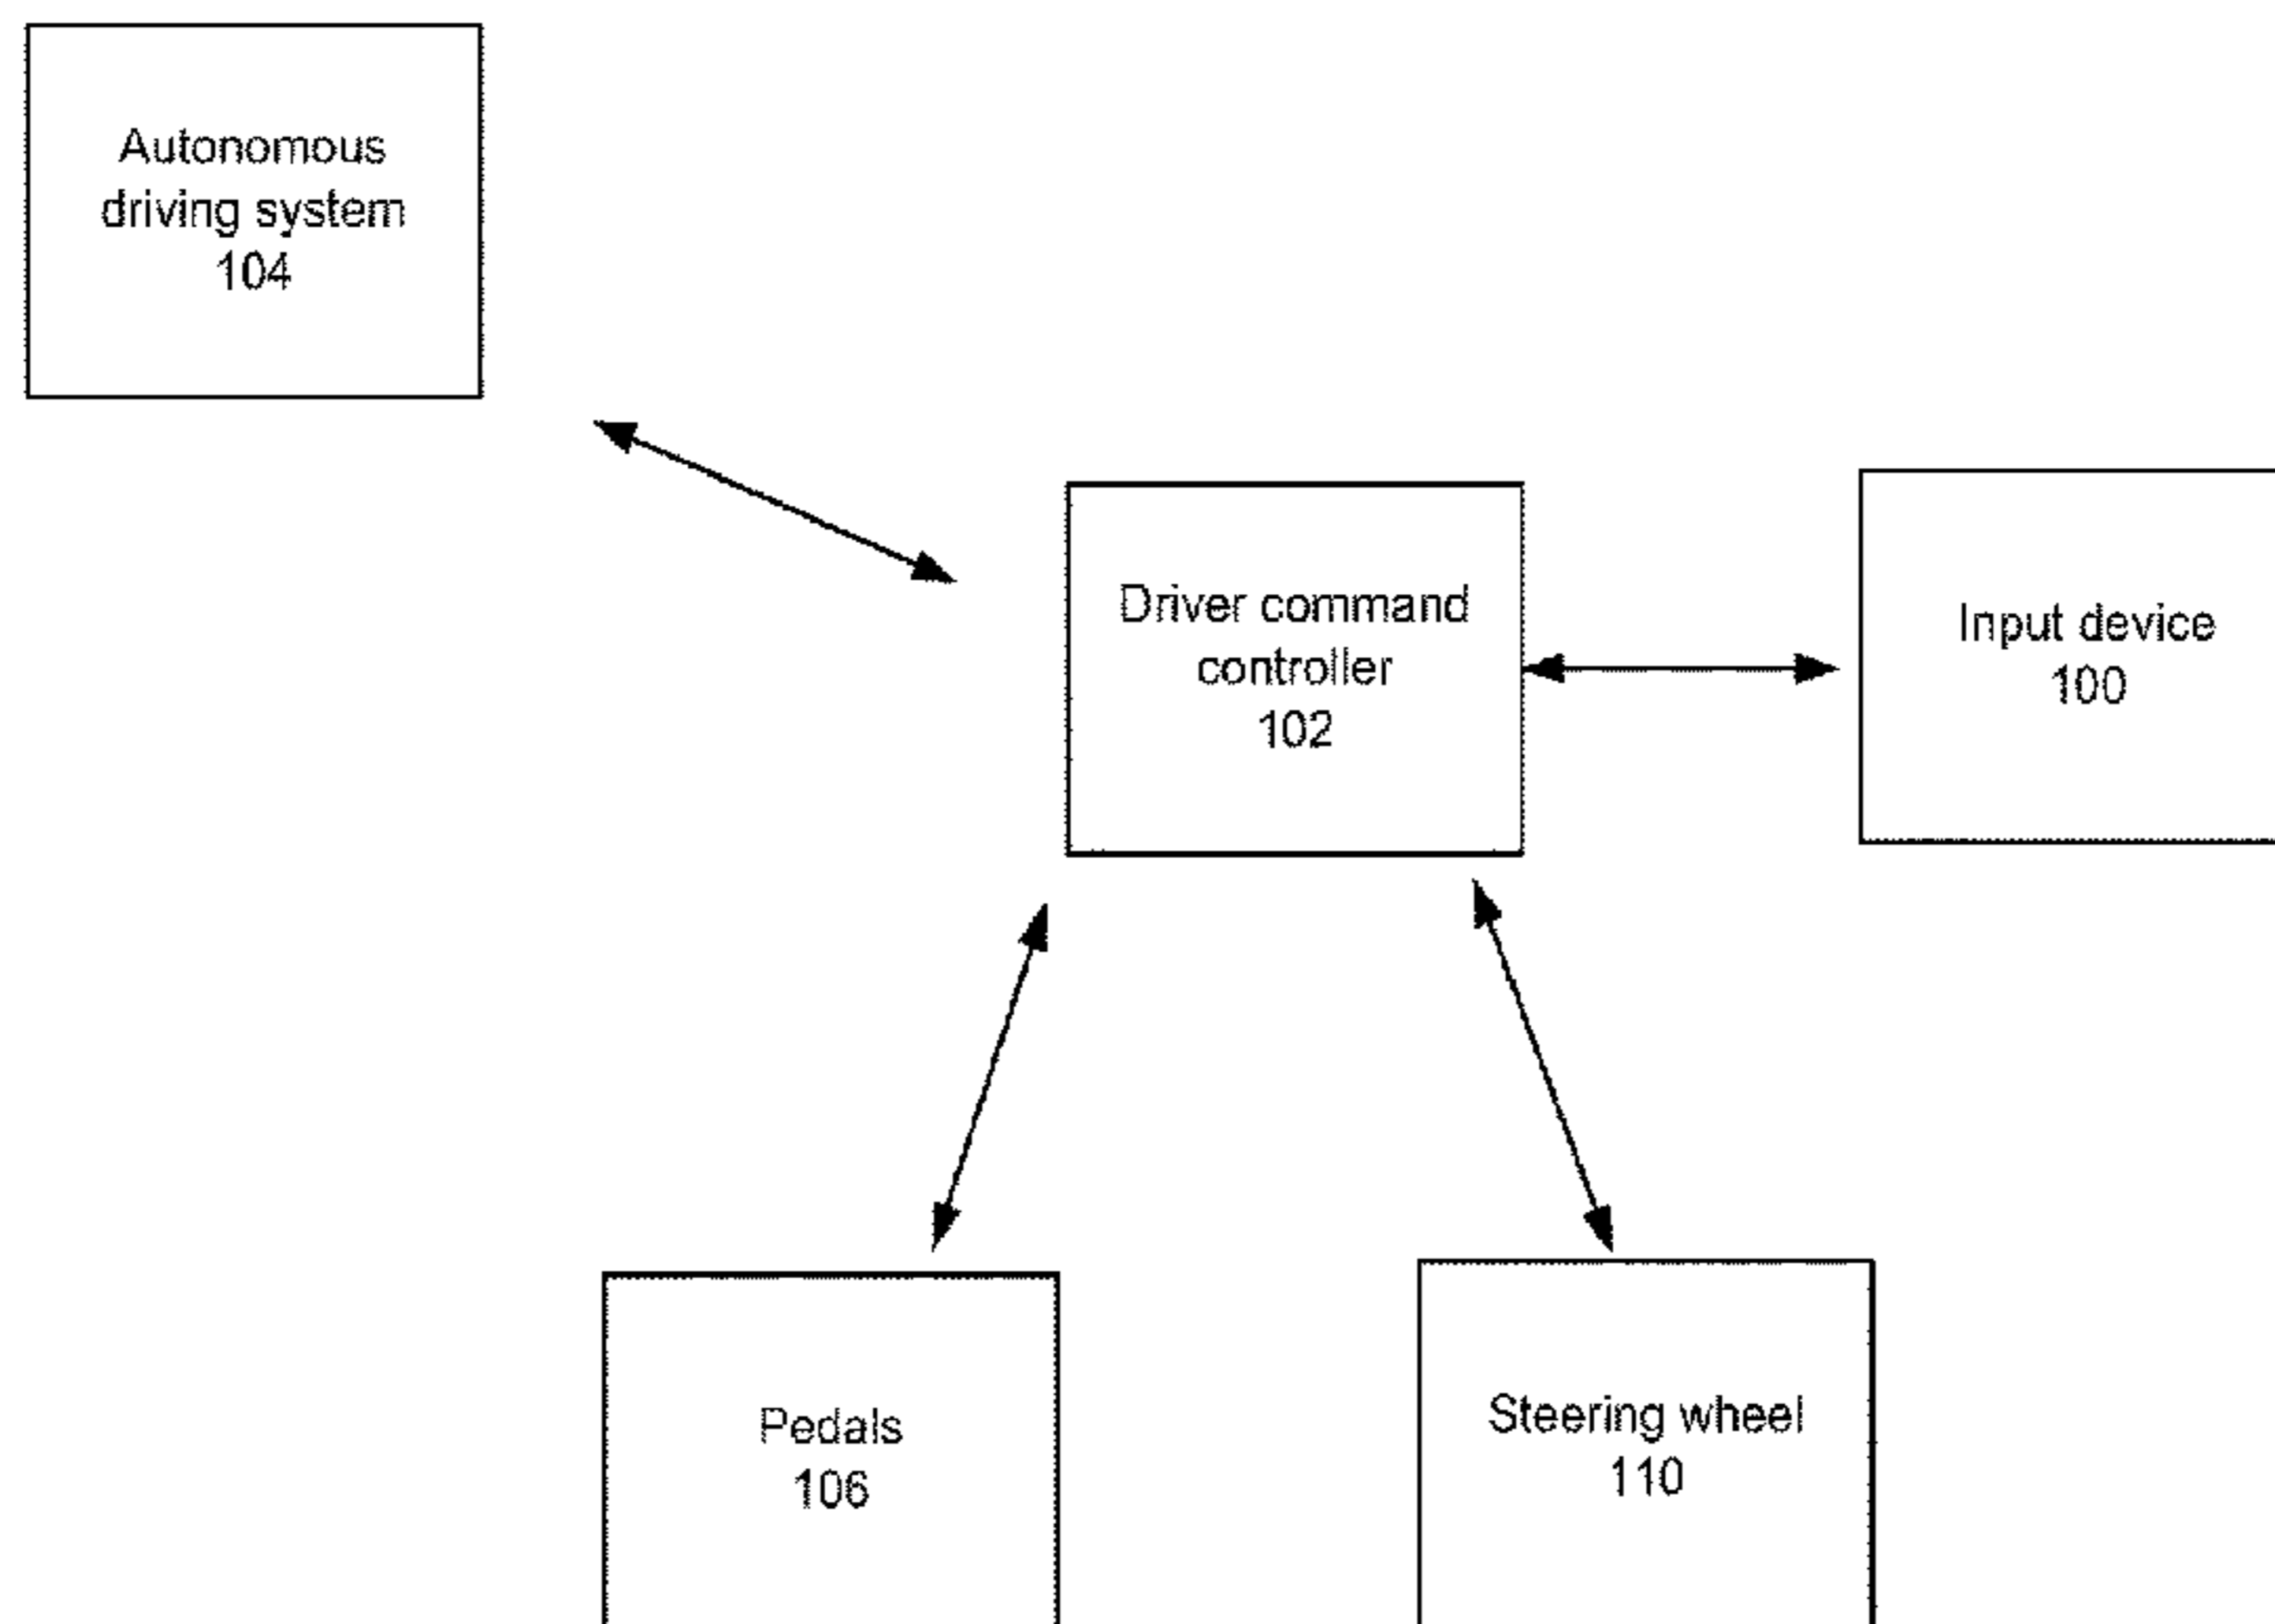 Autonomous
driving system
104
Driver command
controller
102
Input device
100
Pedals
106
Steering wheel
110